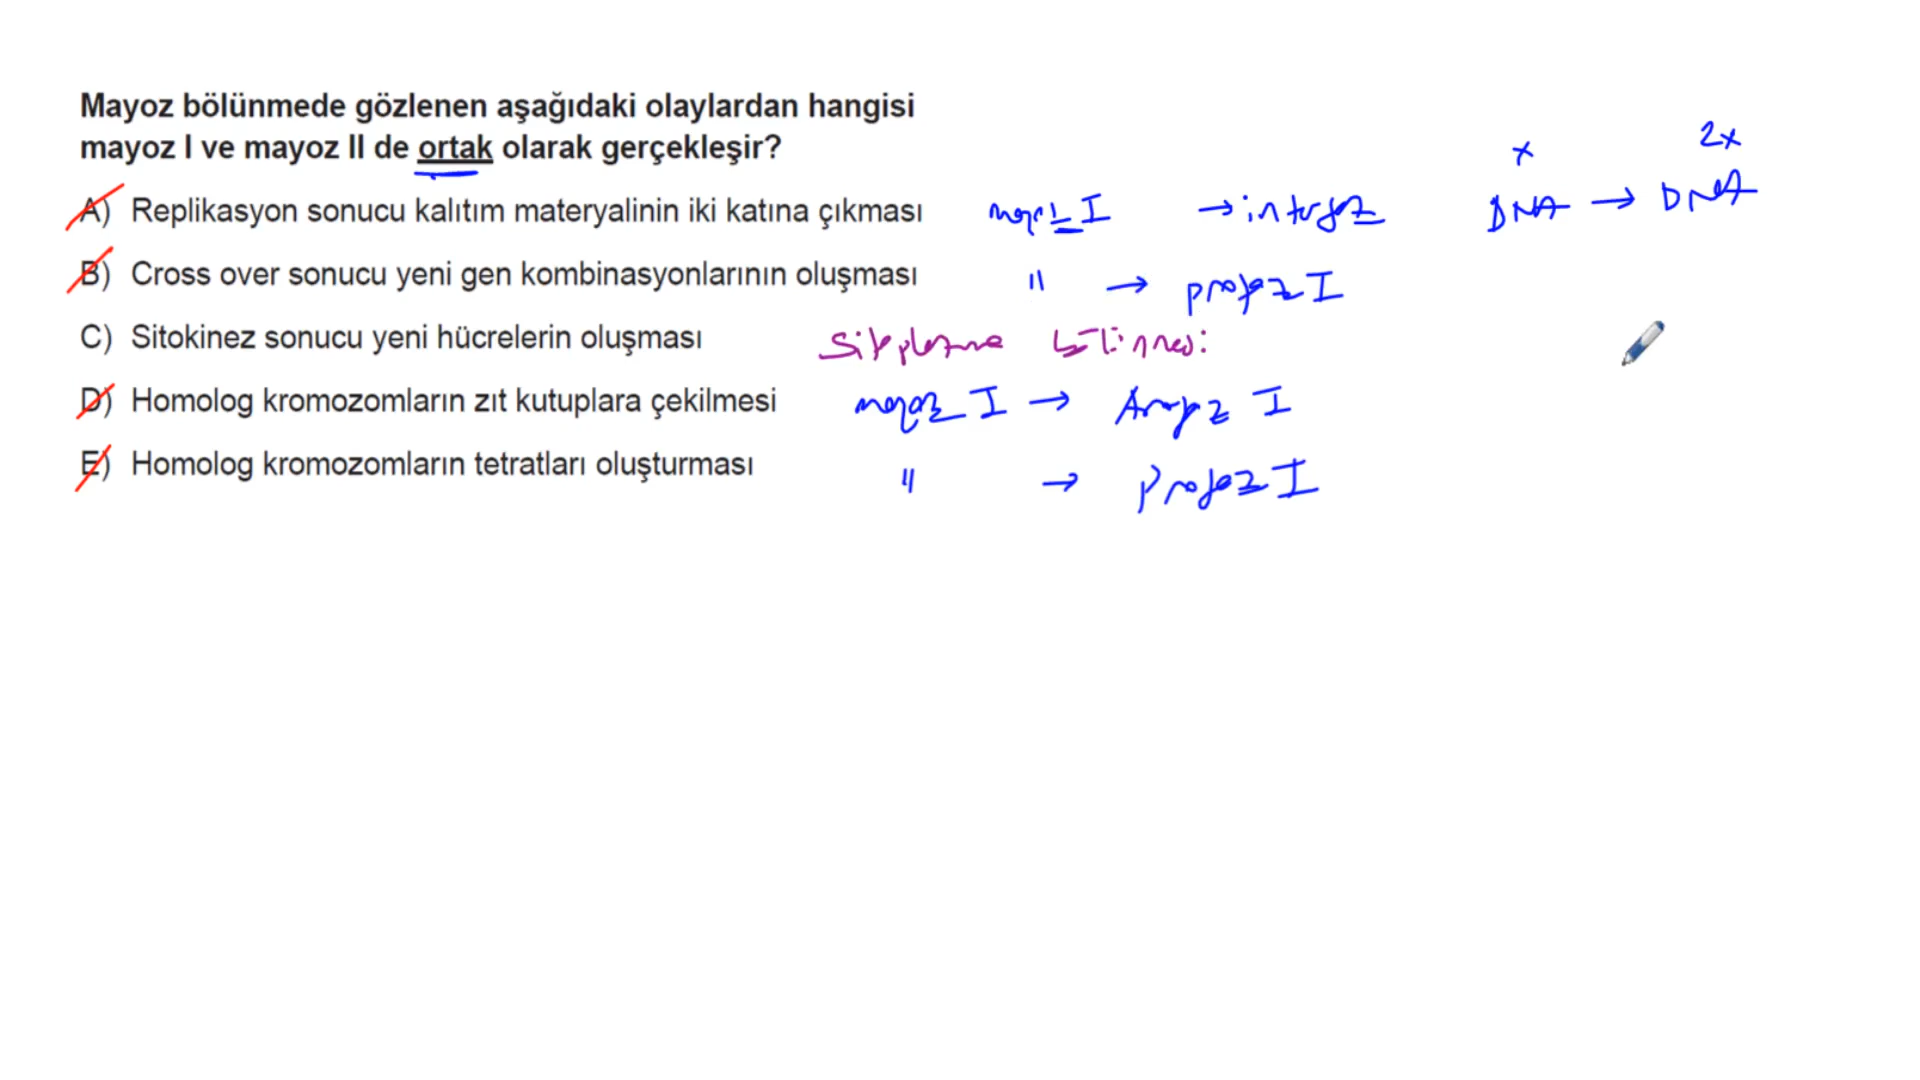 Mayoz bölünmede gözlenen aşağıdaki olaylardan hangisi
mayoz I ve mayoz II de ortak olarak gerçekleşir?
A) Replikasyon sonucu kalıtım materyalinin iki katına çıkması
mayoz I → interfaz
x 2x
DNA → DNA
B) Cross over sonucu yeni gen kombinasyonlarının oluşması
" → profaz I
C) Sitokinez sonucu yeni hücrelerin oluşması
Sitoplazma bölünmesi
D) Homolog kromozomların zıt kutuplara çekilmesi
mayoz I → Anafaz I
E) Homolog kromozomların tetratları oluşturması
" → Profaz I